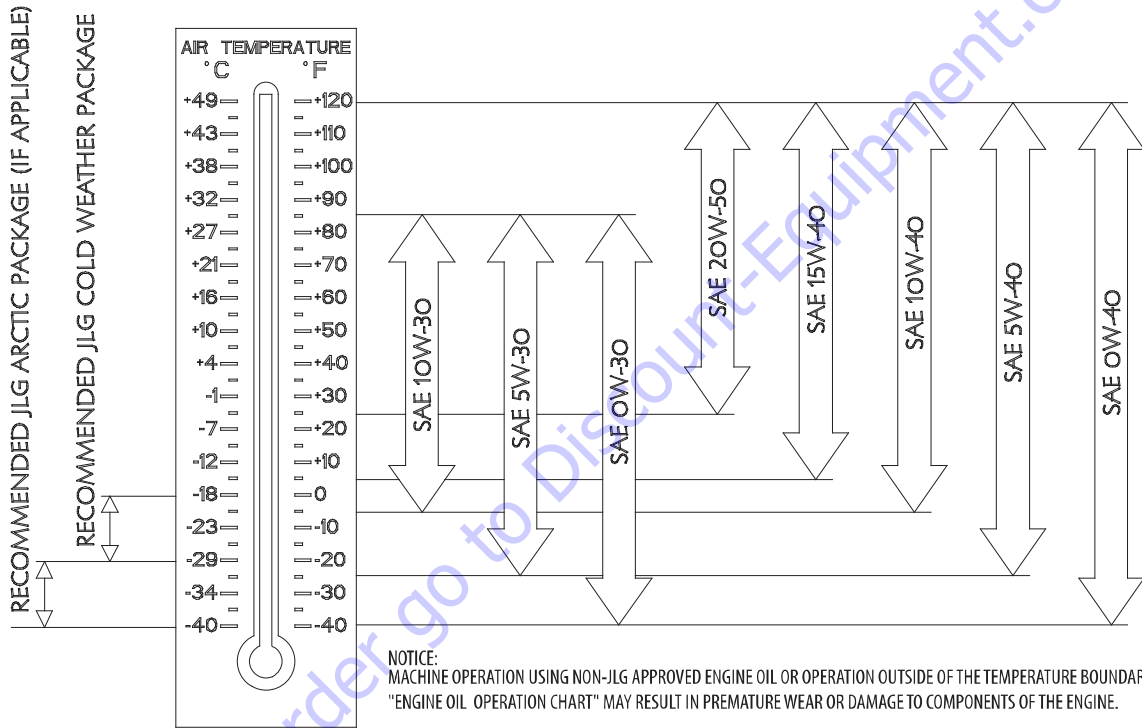 RECOMMENDED JLG ARCTIC PACKAGE (IF APPLICABLE)
RECOMMENDED JLG COLD WEATHER PACKAGE
AIR TEMPERATURE
°C °F
+49 +120
+43 +110
+38 +100
+32 +90
+27 +80
+21 +70
+16 +60
+10 +50
+4 +40
-1 +30
-7 +20
-12 +10
-18 0
-23 -10
-29 -20
-34 -30
-40 -40
SAE 10W-30
SAE 5W-30
SAE 0W-30
SAE 20W-50
SAE 15W-40
SAE 10W-40
SAE 5W-40
SAE 0W-40
NOTICE:
MACHINE OPERATION USING NON-JLG APPROVED ENGINE OIL OR OPERATION OUTSIDE OF THE TEMPERATURE BOUNDAR
"ENGINE OIL OPERATION CHART" MAY RESULT IN PREMATURE WEAR OR DAMAGE TO COMPONENTS OF THE ENGINE.
rder go to Discount-Equipment.c